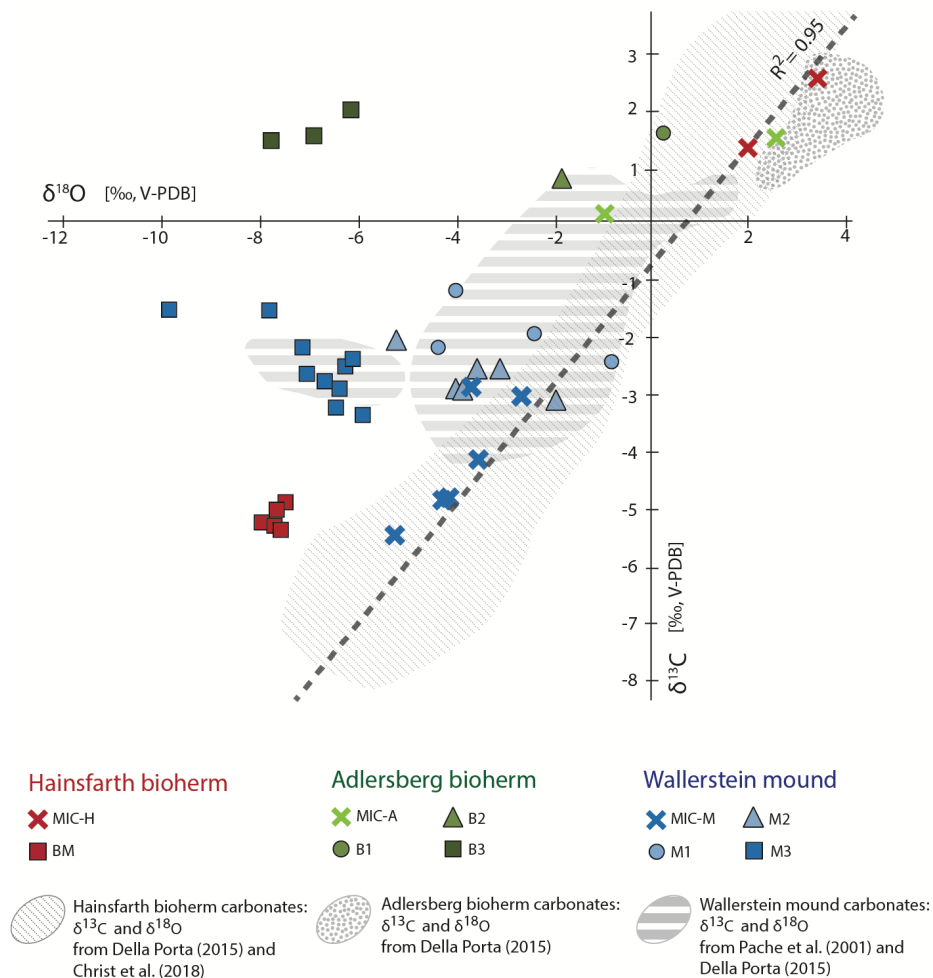 3
R² = 0.95
2
1
δ¹⁸O [‰, V-PDB]
-12 -10 -8 -6 -4 -2 2 4
-1
-2
-3
-4
-5
-6
-7
-8
δ¹³C [‰, V-PDB]
Hainsfarth bioherm
MIC-H
BM
Adlersberg bioherm
MIC-A B2
B1 B3
Wallerstein mound
MIC-M M2
M1 M3
Hainsfarth bioherm carbonates:
δ¹³C and δ¹⁸O
from Della Porta (2015) and
Christ et al. (2018)
Adlersberg bioherm carbonates:
δ¹³C and δ¹⁸O
from Della Porta (2015)
Wallerstein mound carbonates:
δ¹³C and δ¹⁸O
from Pache et al. (2001) and
Della Porta (2015)